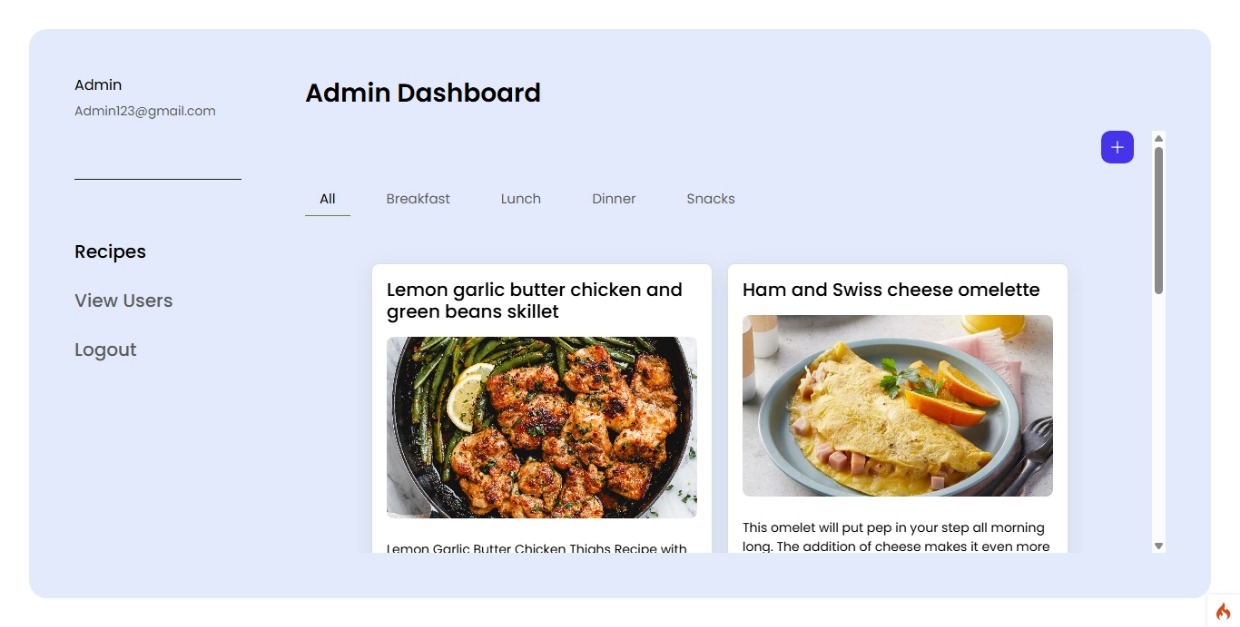 Admin
Admin123@gmail.com
Admin Dashboard
+
All Breakfast Lunch Dinner Snacks
Recipes
View Users
Logout
Lemon garlic butter chicken and
green beans skillet
Lemon Garlic Butter Chicken Thighs Recipe with
Ham and Swiss cheese omelette
This omelet will put pep in your step all morning
long. The addition of cheese makes it even more